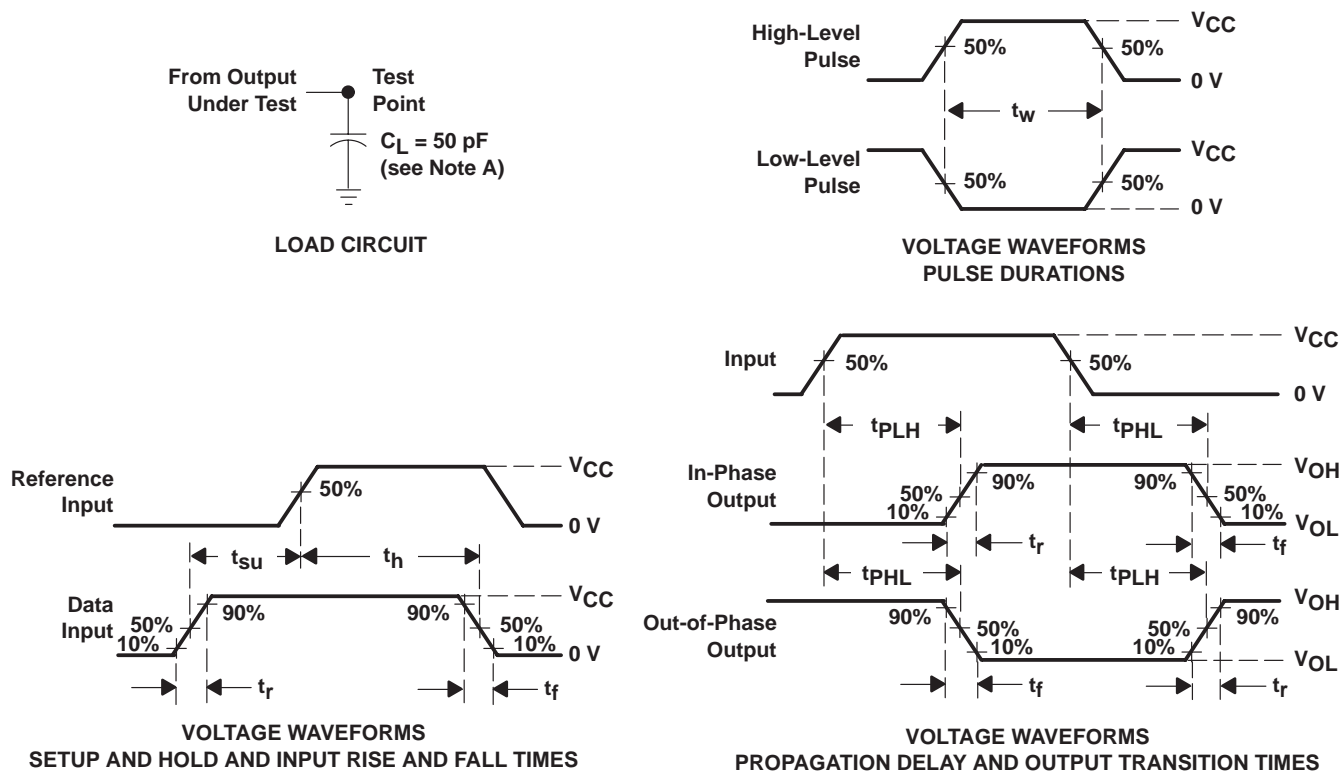 From Output
Under Test
Test
Point
CL = 50 pF
(see Note A)
LOAD CIRCUIT
High-Level
Pulse
50%
50%
VCC
0 V
tw
Low-Level
Pulse
50%
50%
VCC
0 V
VOLTAGE WAVEFORMS
PULSE DURATIONS
Reference
Input
50%
VCC
0 V
tsu
th
Data
Input
50%
10%
90%
90%
50%
10%
VCC
0 V
tr
tf
VOLTAGE WAVEFORMS
SETUP AND HOLD AND INPUT RISE AND FALL TIMES
Input
50%
50%
VCC
0 V
tPLH
tPHL
In-Phase
Output
50%
10%
90%
90%
50%
10%
VOH
VOL
tr
tf
tPHL
tPLH
Out-of-Phase
Output
90%
50%
10%
50%
10%
90%
VOH
VOL
tf
tr
VOLTAGE WAVEFORMS
PROPAGATION DELAY AND OUTPUT TRANSITION TIMES